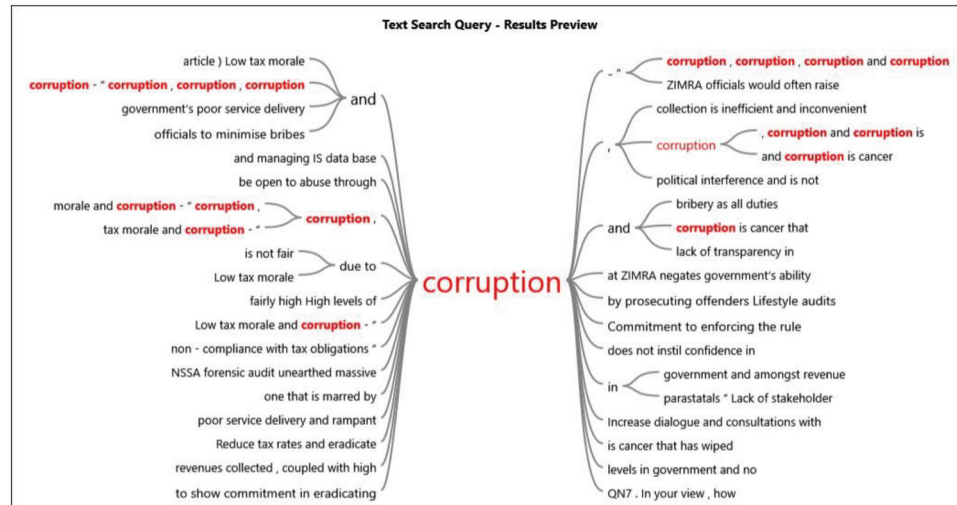 Text Search Query - Results Preview
article ) Low tax morale
corruption - “ corruption , corruption , corruption
government's poor service delivery
officials to minimise bribes
and
and managing IS data base
be open to abuse through
morale and corruption - “ corruption ,
tax morale and corruption - “
corruption ,
is not fair
Low tax morale
due to
fairly high High levels of
Low tax morale and corruption - “
non - compliance with tax obligations “
NSSA forensic audit unearthed massive
one that is marred by
poor service delivery and rampant
Reduce tax rates and eradicate
revenues collected , coupled with high
to show commitment in eradicating
corruption
- “
corruption , corruption , corruption and corruption
ZIMRA officials would often raise
,
collection is inefficient and inconvenient
corruption
, corruption and corruption is
and corruption is cancer
political interference and is not
and
bribery as all duties
corruption is cancer that
lack of transparency in
at ZIMRA negates government's ability
by prosecuting offenders Lifestyle audits
Commitment to enforcing the rule
does not instil confidence in
in
government and amongst revenue
parastatals “ Lack of stakeholder
Increase dialogue and consultations with
is cancer that has wiped
levels in government and no
QN7 . In your view , how